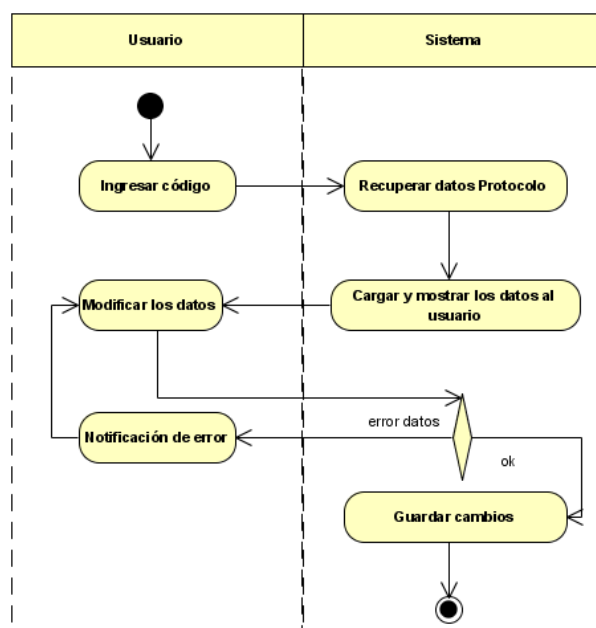 Usuario
Sistema
Ingresar código
Recuperar datos Protocolo
Modificar los datos
Cargar y mostrar los datos al
usuario
error datos
Notificación de error
ok
Guardar cambios